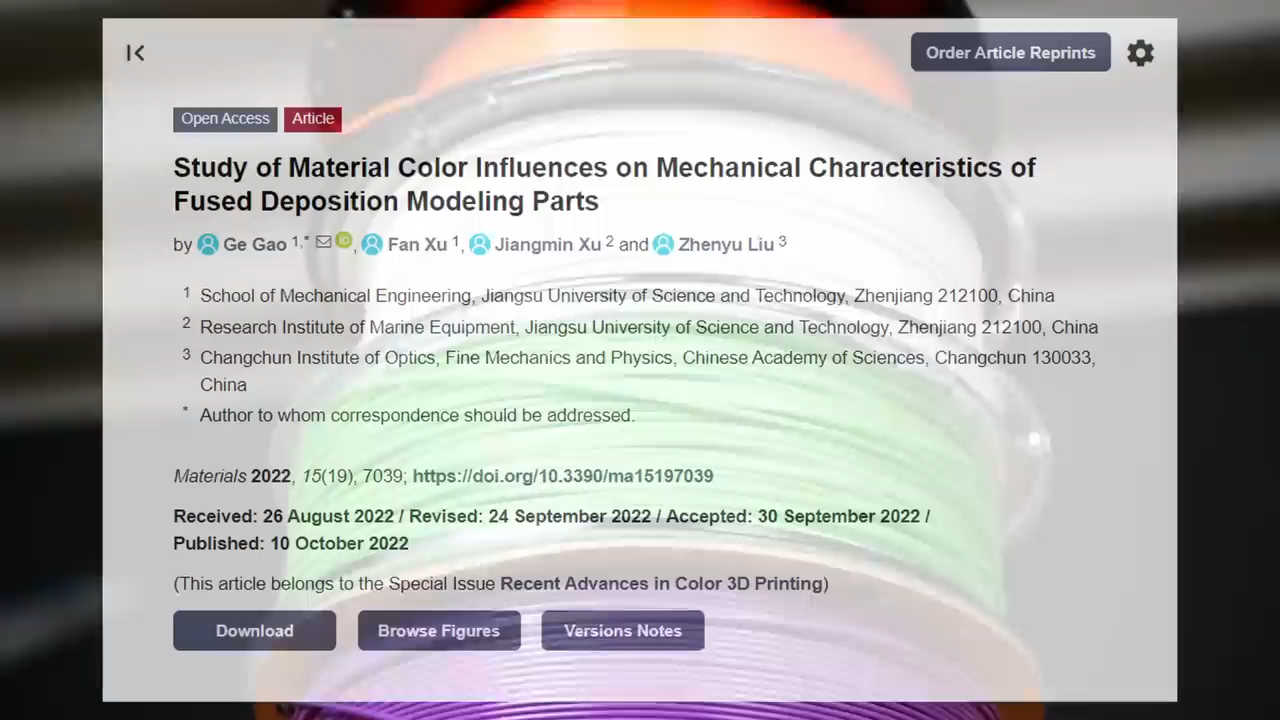 Order Article Reprints
Open Access Article
Study of Material Color Influences on Mechanical Characteristics of
Fused Deposition Modeling Parts
by Ge Gao 1,* iD, Fan Xu 1, Jiangmin Xu 2 and Zhenyu Liu 3
1 School of Mechanical Engineering, Jiangsu University of Science and Technology, Zhenjiang 212100, China
2 Research Institute of Marine Equipment, Jiangsu University of Science and Technology, Zhenjiang 212100, China
3 Changchun Institute of Optics, Fine Mechanics and Physics, Chinese Academy of Sciences, Changchun 130033,
China
* Author to whom correspondence should be addressed.
Materials 2022, 15(19), 7039; https://doi.org/10.3390/ma15197039
Received: 26 August 2022 / Revised: 24 September 2022 / Accepted: 30 September 2022 /
Published: 10 October 2022
(This article belongs to the Special Issue Recent Advances in Color 3D Printing)
Download Browse Figures Versions Notes